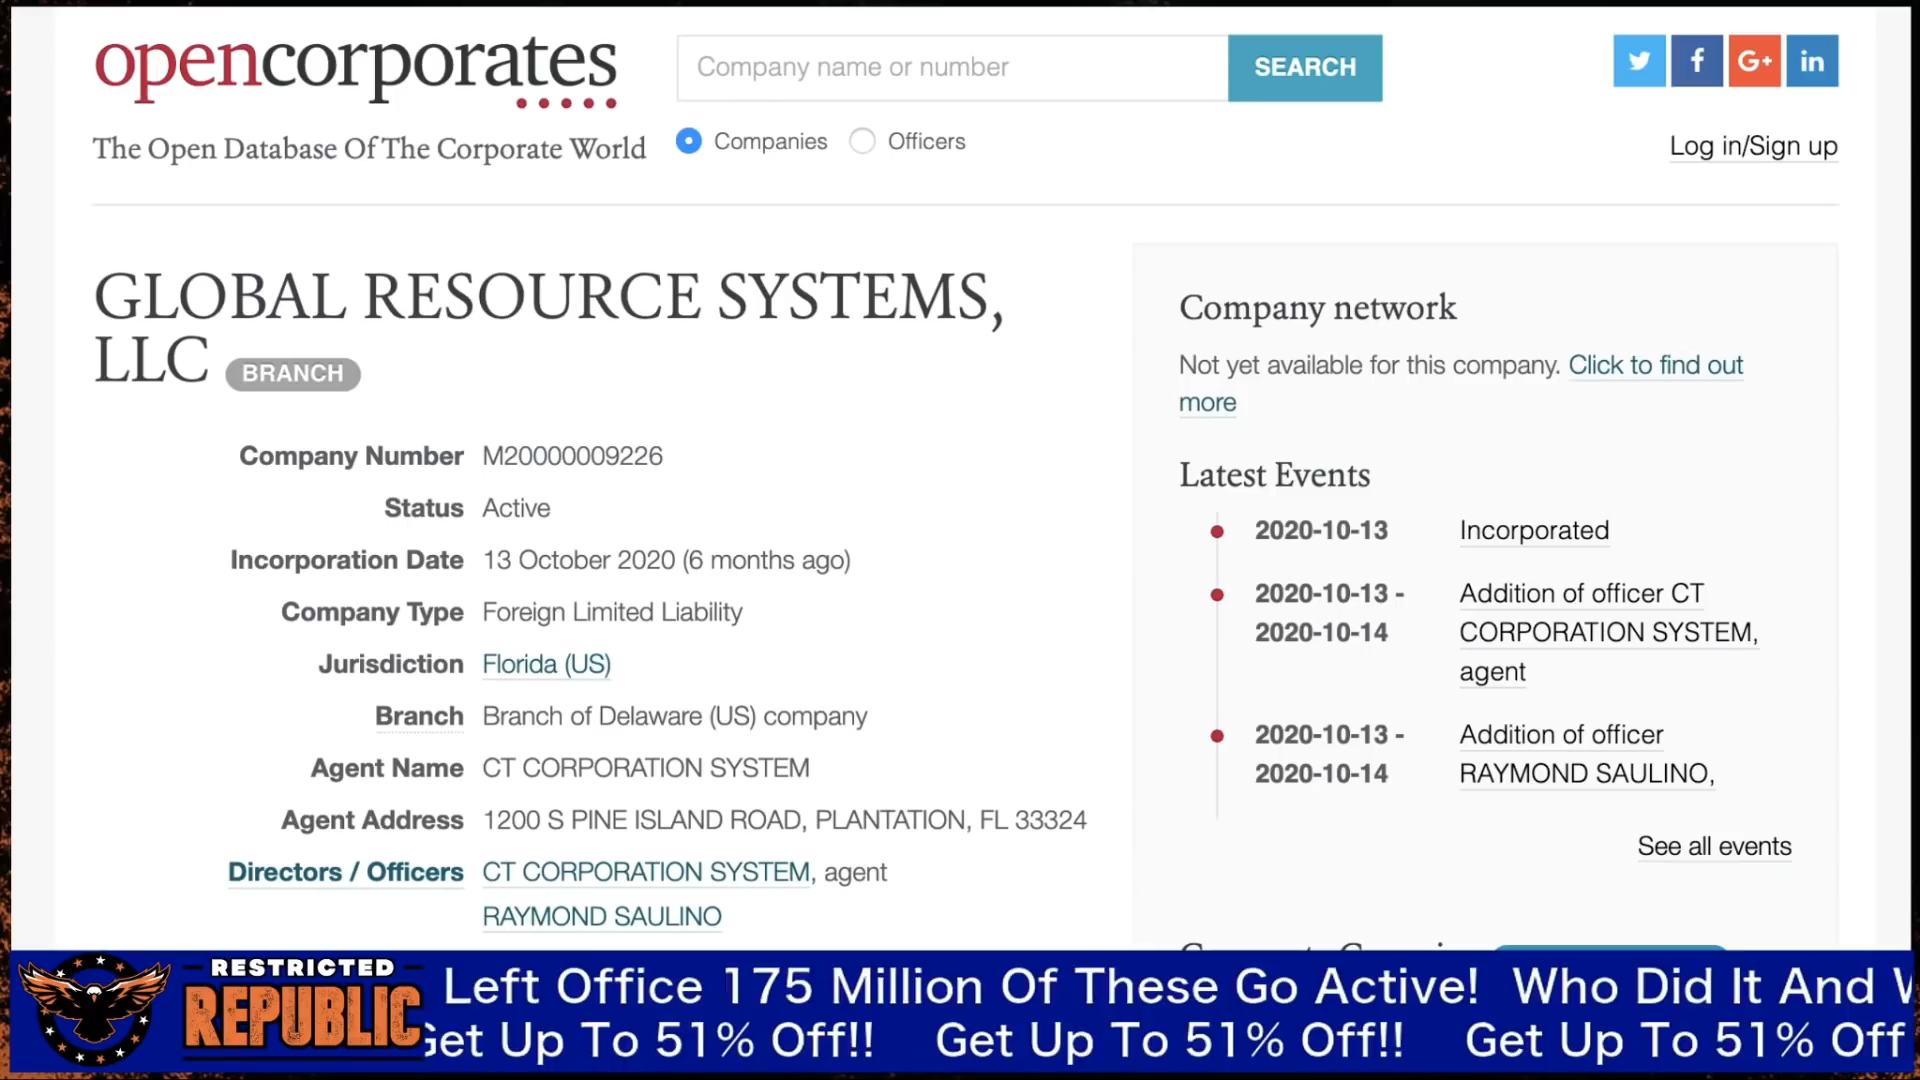 opencorporates
The Open Database Of The Corporate World
Company name or number
SEARCH
Companies
Officers
G+
in
Log in/Sign up
GLOBAL RESOURCE SYSTEMS,
LLC BRANCH
Company Number M20000009226
Status Active
Incorporation Date 13 October 2020 (6 months ago)
Company Type Foreign Limited Liability
Jurisdiction Florida (US)
Branch Branch of Delaware (US) company
Agent Name CT CORPORATION SYSTEM
Agent Address 1200 S PINE ISLAND ROAD, PLANTATION, FL 33324
Directors / Officers CT CORPORATION SYSTEM, agent
RAYMOND SAULINO
Company network
Not yet available for this company. Click to find out
more
Latest Events
2020-10-13 Incorporated
2020-10-13 - Addition of officer CT
2020-10-14 CORPORATION SYSTEM,
agent
2020-10-13 - Addition of officer
2020-10-14 RAYMOND SAULINO,
See all events
RESTRICTED
REPUBLIC
Left Office 175 Million Of These Go Active! Who Did It And
Get Up To 51% Off!! Get Up To 51% Off!! Get Up To 51% Off